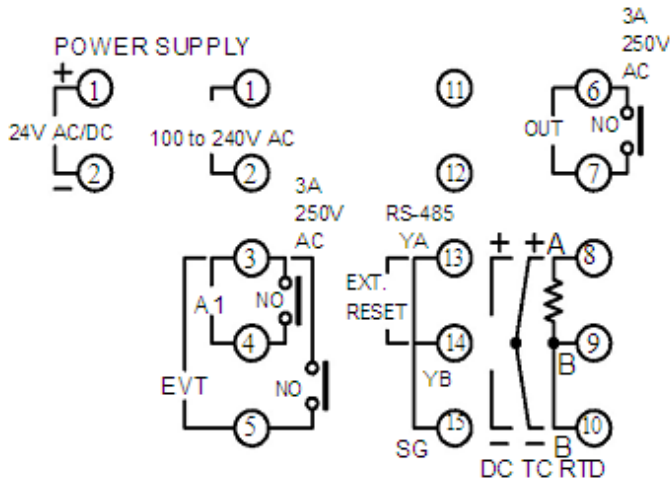 3A
250V
AC
POWER SUPPLY
+ 1 1 11 6
24V AC/DC 100 to 240V AC OUT NO
− 2 2 12 7
3A
250V
AC
RS-485
3 YA 13 + + A 8
A1 NO EXT.
RESET
4 14 9
YB B
EVT NO
5 SG 15 − − B 10
DC TC RTD